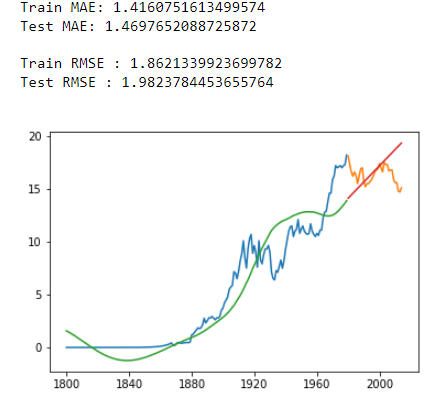 Train MAE: 1.4160751613499574
Test MAE: 1.4697652088725872
Train RMSE : 1.8621339923699782
Test RMSE : 1.9823784453655764
20
15
10
5
0
1800 1840 1880 1920 1960 2000